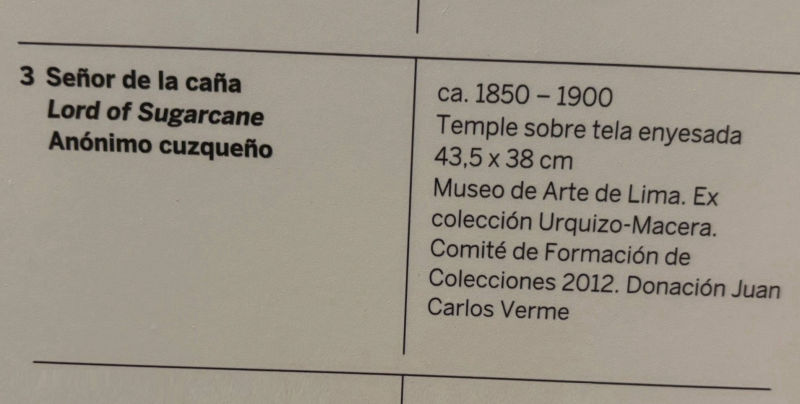 3 Señor de la caña
Lord of Sugarcane
Anónimo cuzqueño
ca. 1850 – 1900
Temple sobre tela enyesada
43,5 x 38 cm
Museo de Arte de Lima. Ex
colección Urquizo-Macera.
Comité de Formación de
Colecciones 2012. Donación Juan
Carlos Verme